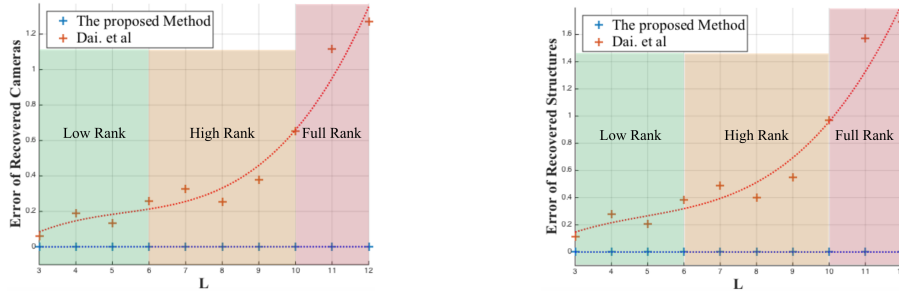 The proposed Method
Dai. et al
Error of Recovered Cameras
1.2
1
0.8
0.6
0.4
0.2
0
Low Rank
High Rank
Full Rank
3 4 5 6 7 8 9 10 11 12
L
The proposed Method
Dai. et al
Error of Recovered Structures
1.6
1.4
1.2
1
0.8
0.6
0.4
0.2
0
Low Rank
High Rank
Full Rank
3 4 5 6 7 8 9 10 11
L